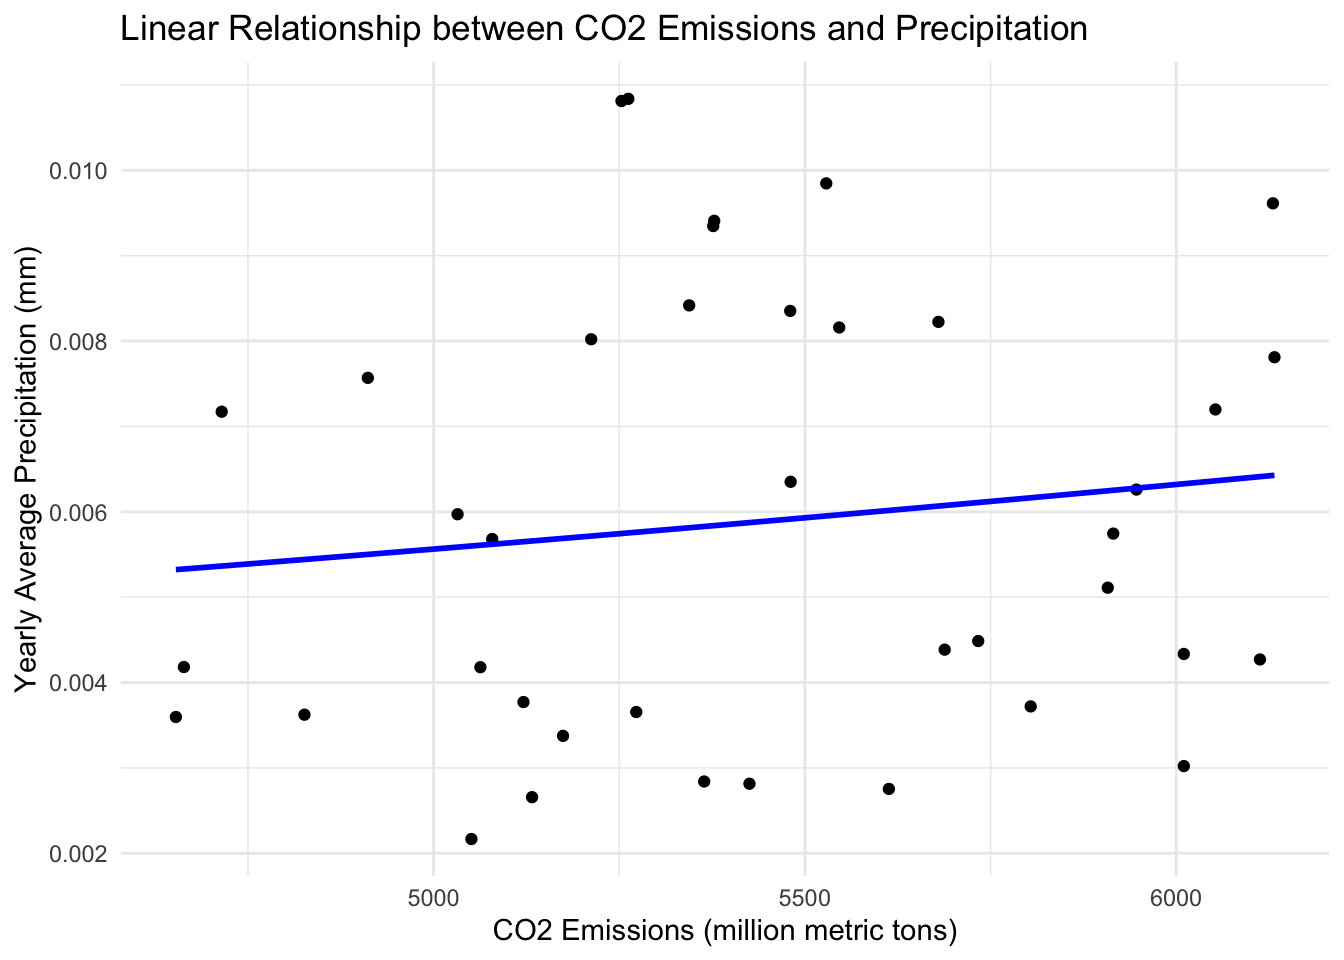 Linear Relationship between CO2 Emissions and Precipitation
Yearly Average Precipitation (mm)
0.010
0.008
0.006
0.004
0.002
5000 5500 6000
CO2 Emissions (million metric tons)